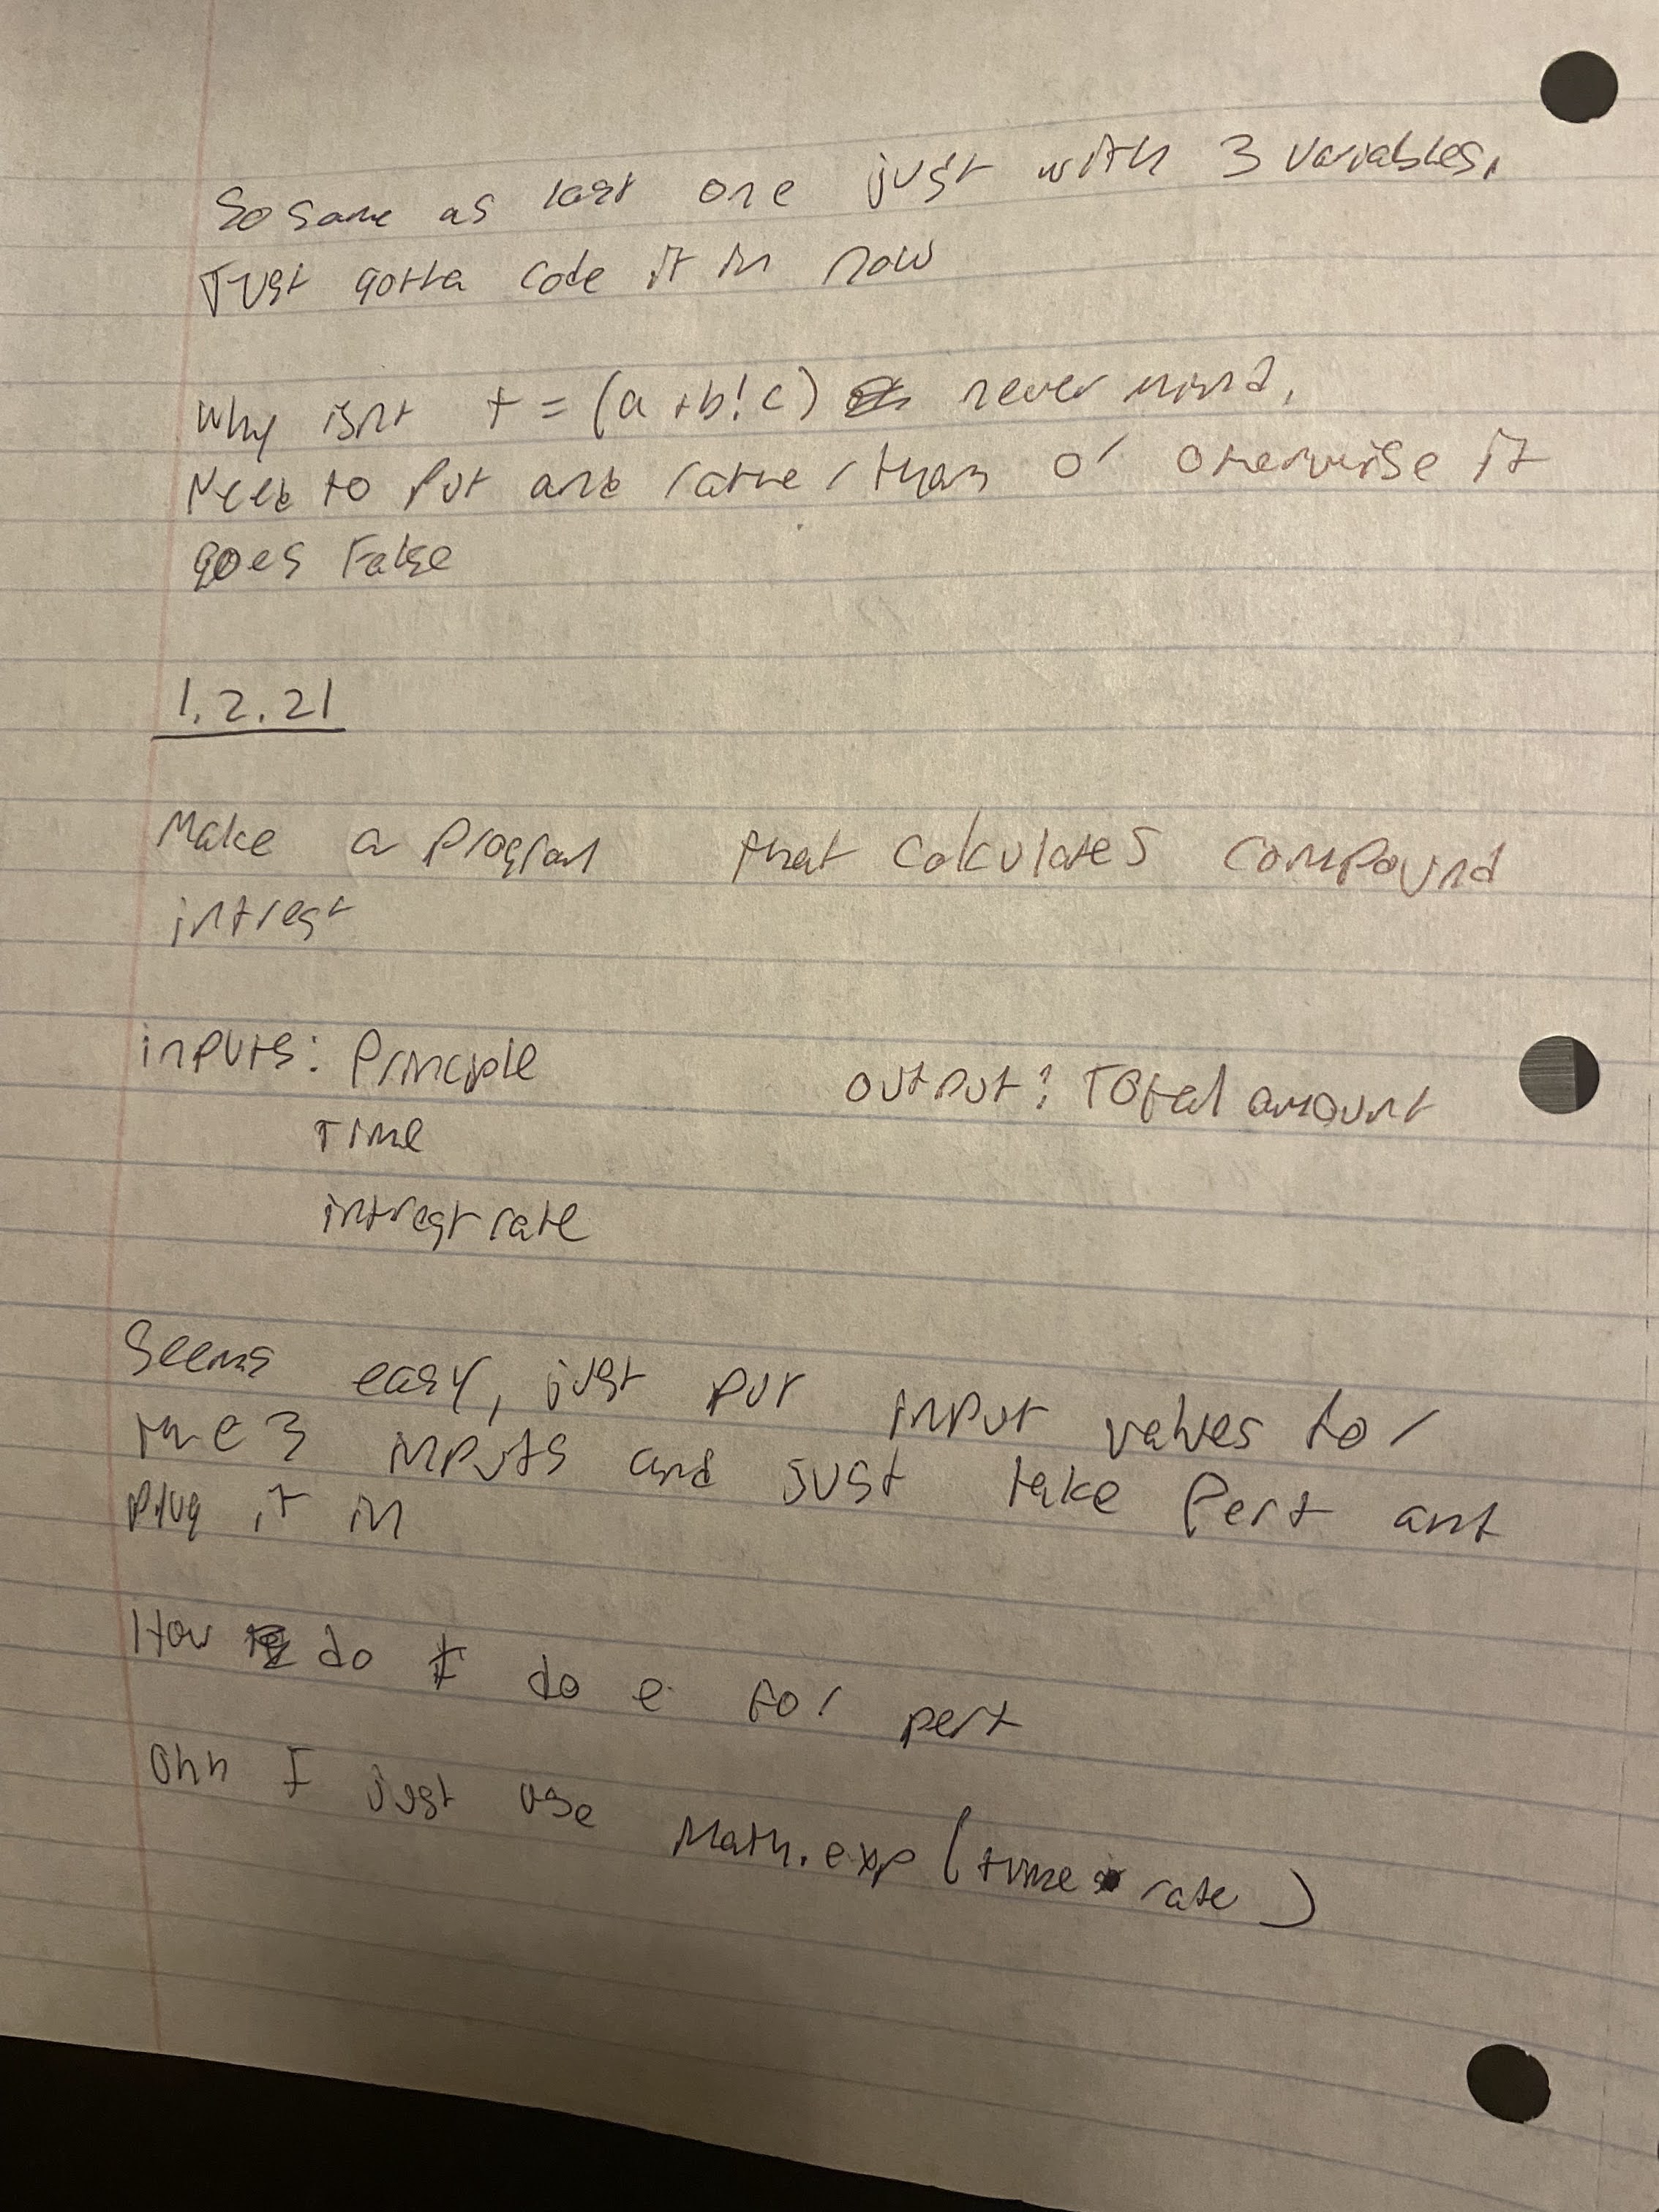 So same as last one just with 3 variables.
Just gotta code it in now
Why isnt t = (a+b!c) never mind.
Need to put and rather than or otherwise it
goes False
1.2.21
Make a program that calculates compound
intrest
inputs: Principle output: Total amount
Time
intrest rate
Seems easy, just put input values for
the 3 inputs and just take Pert and
plug it in
How do I do e for pert
Ohh I just use Math.exp(time * rate)